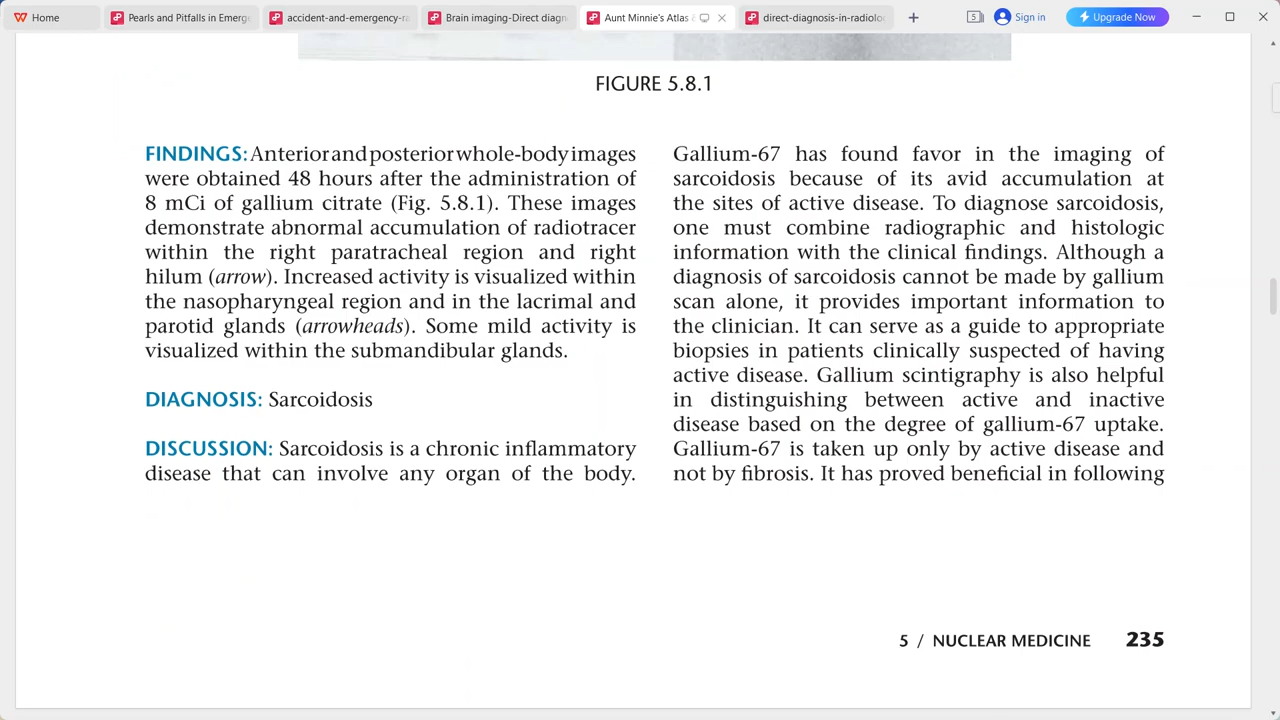 Home
Pearls and Pitfalls in Emerg
accident-and-emergency-ra
Brain imaging-Direct diagn
Aunt Minnie's Atlas
direct-diagnosis-in-radiolo
Sign in
Upgrade Now
FIGURE 5.8.1
FINDINGS: Anterior and posterior whole-body images
were obtained 48 hours after the administration of
8 mCi of gallium citrate (Fig. 5.8.1). These images
demonstrate abnormal accumulation of radiotracer
within the right paratracheal region and right
hilum (arrow). Increased activity is visualized within
the nasopharyngeal region and in the lacrimal and
parotid glands (arrowheads). Some mild activity is
visualized within the submandibular glands.
DIAGNOSIS: Sarcoidosis
DISCUSSION: Sarcoidosis is a chronic inflammatory
disease that can involve any organ of the body.
Gallium-67 has found favor in the imaging of
sarcoidosis because of its avid accumulation at
the sites of active disease. To diagnose sarcoidosis,
one must combine radiographic and histologic
information with the clinical findings. Although a
diagnosis of sarcoidosis cannot be made by gallium
scan alone, it provides important information to
the clinician. It can serve as a guide to appropriate
biopsies in patients clinically suspected of having
active disease. Gallium scintigraphy is also helpful
in distinguishing between active and inactive
disease based on the degree of gallium-67 uptake.
Gallium-67 is taken up only by active disease and
not by fibrosis. It has proved beneficial in following
5 / NUCLEAR MEDICINE 235